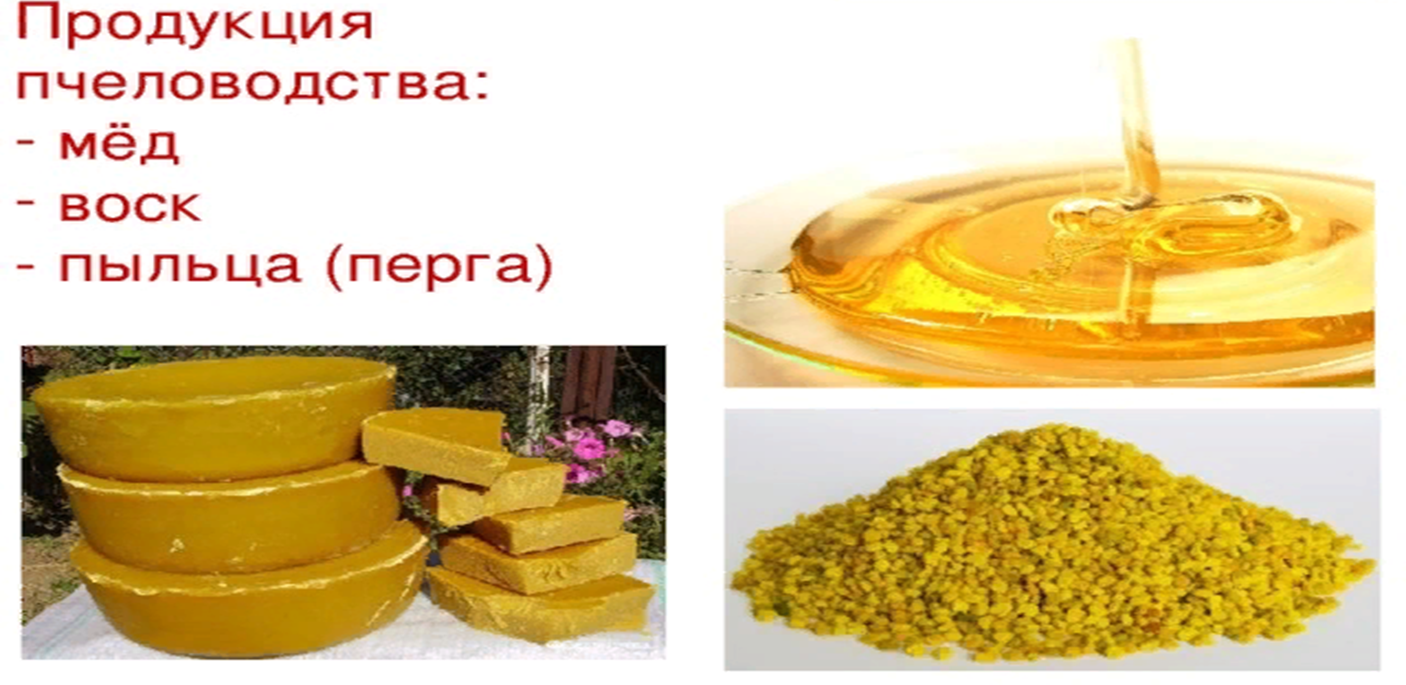 Продукция
пчеловодства:
- мёд
- воск
- пыльца (перга)